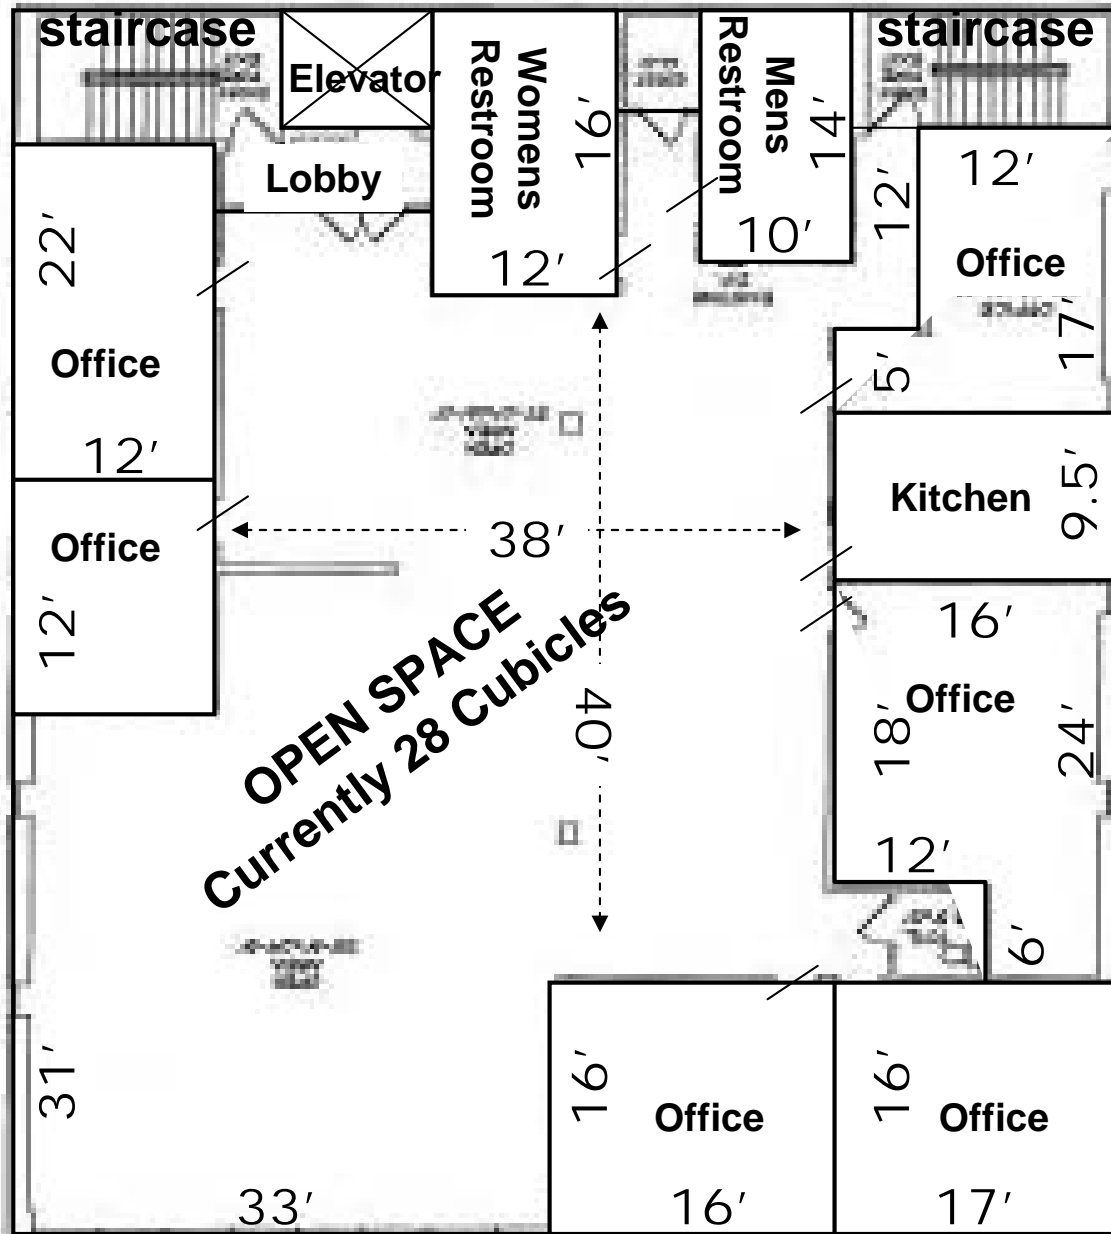 staircase
staircase
Elevator
Womens
Restroom
16'
12'
Mens
Restroom
14'
10'
Lobby
12'
12'
Office
17'
5'
22'
Office
12'
Office
12'
38'
40'
Kitchen
9.5'
OPEN SPACE
Currently 28 Cubicles
16'
Office
18'
24'
12'
6'
31'
33'
16'
Office
16'
16'
Office
17'